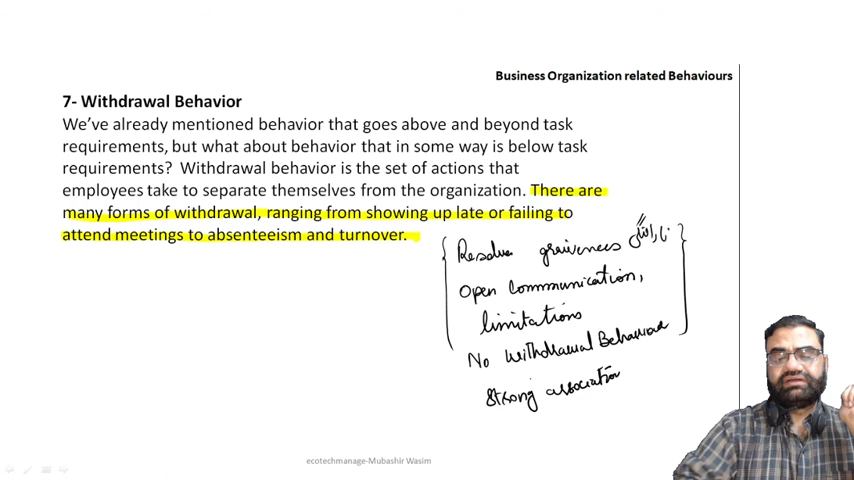 Business Organization related Behaviours
7- Withdrawal Behavior
We've already mentioned behavior that goes above and beyond task
requirements, but what about behavior that in some way is below task
requirements? Withdrawal behavior is the set of actions that
employees take to separate themselves from the organization. There are
many forms of withdrawal, ranging from showing up late or failing to
attend meetings to absenteeism and turnover.
Resolve
Open Communication,
limitations
No Withdrawal
Strong association
ecotechmanage-Mubashir Wasim